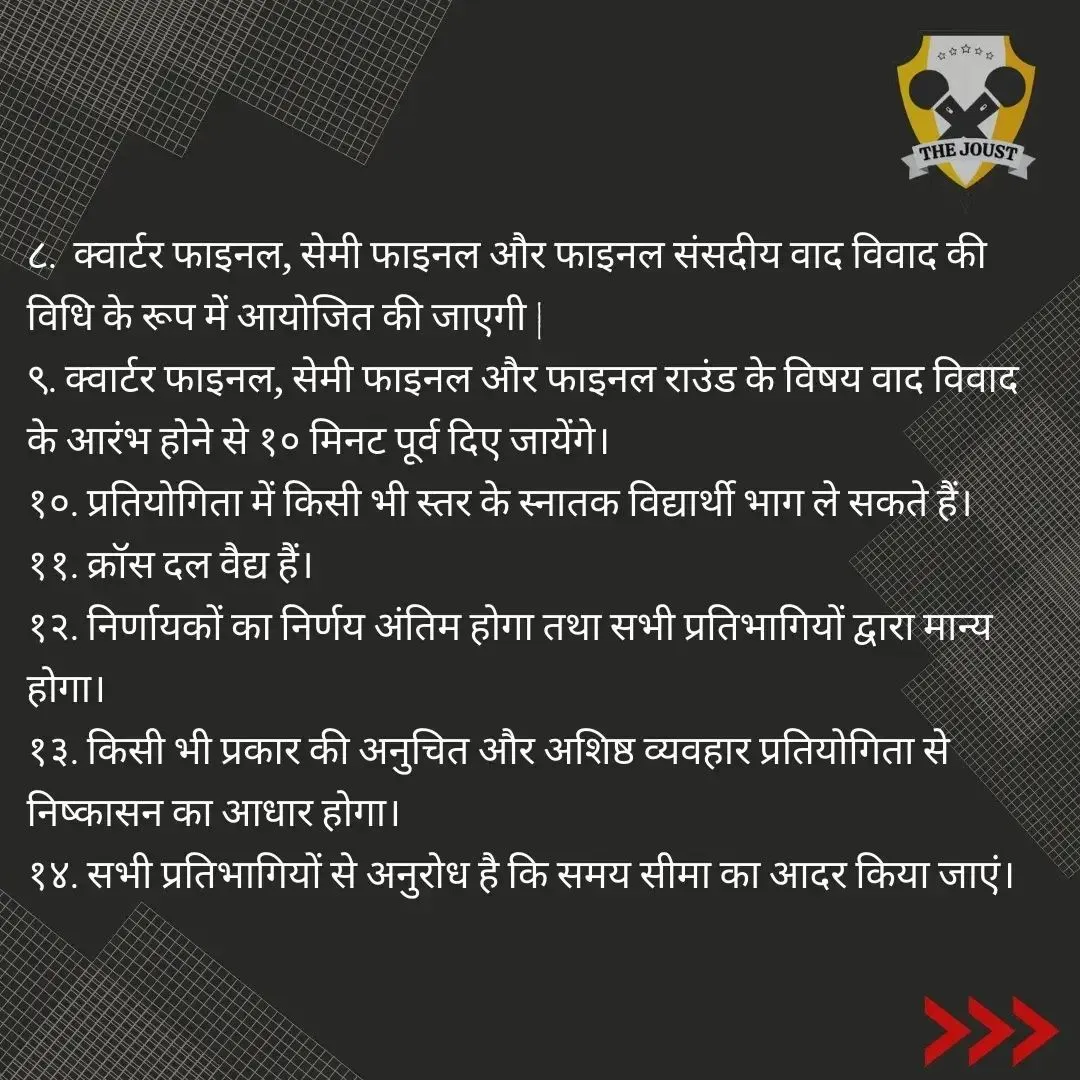 THE JOUST
८. क्वार्टर फाइनल, सेमी फाइनल और फाइनल संसदीय वाद विवाद की
विधि के रूप में आयोजित की जाएगी |
९. क्वार्टर फाइनल, सेमी फाइनल और फाइनल राउंड के विषय वाद विवाद
के आरंभ होने से १० मिनट पूर्व दिए जायेंगे।
१०. प्रतियोगिता में किसी भी स्तर के स्नातक विद्यार्थी भाग ले सकते हैं।
११. क्रॉस दल वैद्य हैं।
१२. निर्णायकों का निर्णय अंतिम होगा तथा सभी प्रतिभागियों द्वारा मान्य
होगा।
१३. किसी भी प्रकार की अनुचित और अशिष्ठ व्यवहार प्रतियोगिता से
निष्कासन का आधार होगा।
१४. सभी प्रतिभागियों से अनुरोध है कि समय सीमा का आदर किया जाएं।